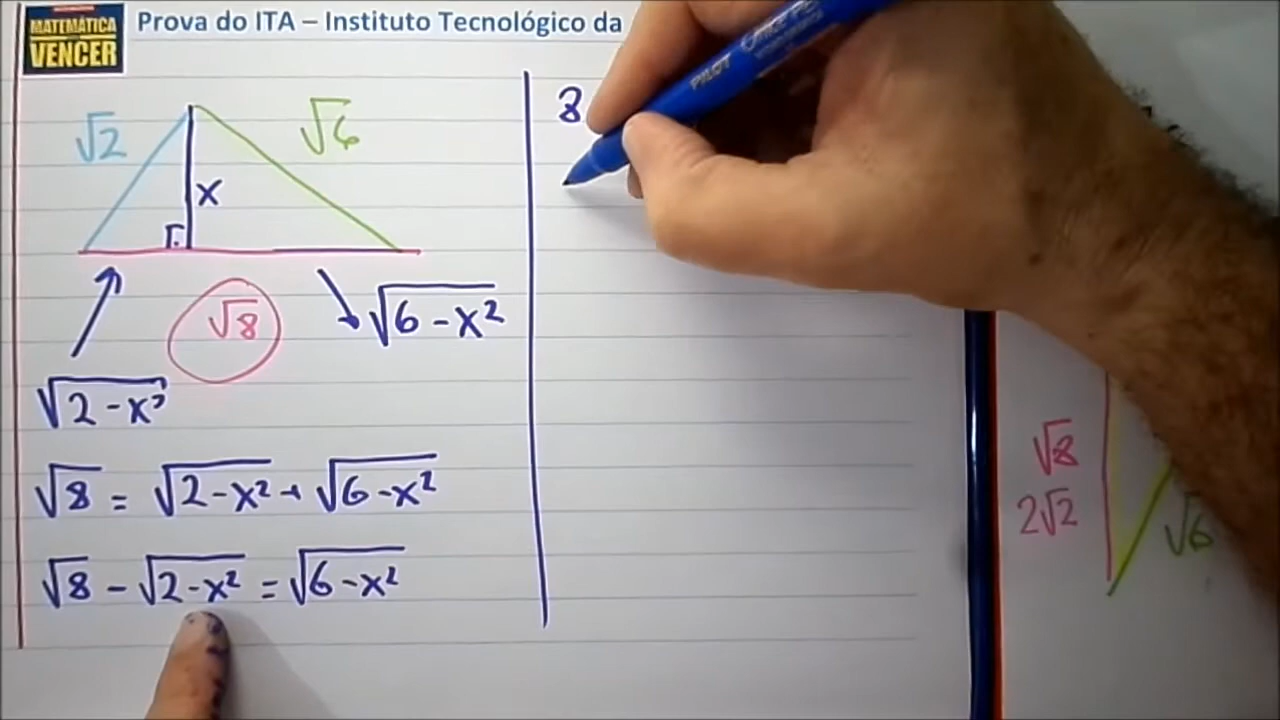 MATEMÁTICA
VENCER
Prova do ITA – Instituto Tecnológico da
√2
√6
x
√8
√6-x²
√2-x²
√8 = √2-x² + √6-x²
√8 - √2-x² = √6-x²
8
PILOT
√8
2√2
√6